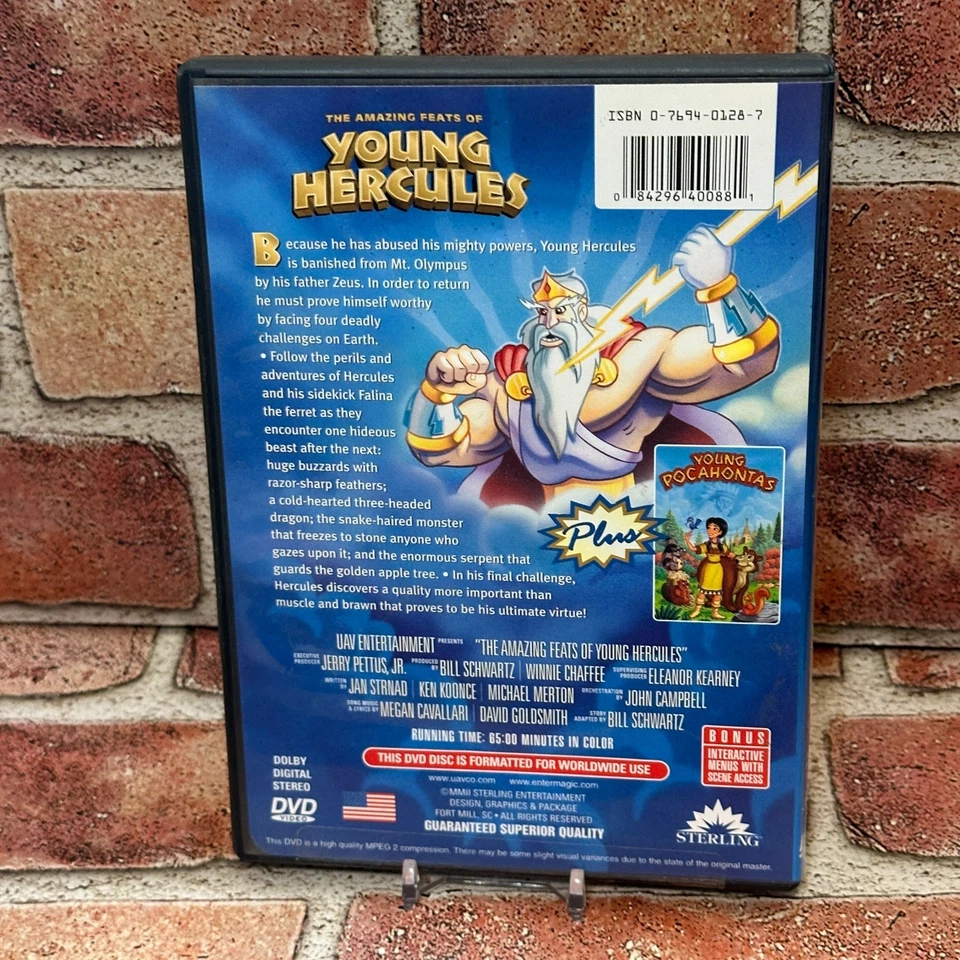 THE AMAZING FEATS OF
YOUNG
HERCULES
ISBN 0-7694-0128-7
0 84296 40088 1
Because he has abused his mighty powers, Young Hercules
is banished from Mt. Olympus
by his father Zeus. In order to return
he must prove himself worthy
by facing four deadly
challenges on Earth.
• Follow the perils and
adventures of Hercules
and his sidekick Falina
the ferret as they
encounter one hideous
beast after the next:
huge buzzards with
razor-sharp feathers;
a cold-hearted three-headed
dragon; the snake-haired monster
that freezes to stone anyone who
gazes upon it; and the enormous serpent that
guards the golden apple tree. • In his final challenge,
Hercules discovers a quality more important than
muscle and brawn that proves to be his ultimate virtue!
Plus
YOUNG
POCAHONTAS
UAV ENTERTAINMENT PRESENTS "THE AMAZING FEATS OF YOUNG HERCULES"
EXECUTIVE PRODUCER JERRY PETTUS, JR. PRODUCED BY BILL SCHWARTZ | WINNIE CHAFFEE SUPERVISING PRODUCER ELEANOR KEARNEY
WRITTEN BY JAN STRNAD | KEN KOONCE | MICHAEL MERTON ORCHESTRATION BY JOHN CAMPBELL
SONG MUSIC & LYRICS BY MEGAN CAVALLARI | DAVID GOLDSMITH STORY ADAPTED BY BILL SCHWARTZ
RUNNING TIME: 65:00 MINUTES IN COLOR
THIS DVD DISC IS FORMATTED FOR WORLDWIDE USE
BONUS
INTERACTIVE
MENUS WITH
SCENE ACCESS
DOLBY
DIGITAL
STEREO
DVD
VIDEO
www.uavco.com www.entermagic.com
©MMII STERLING ENTERTAINMENT
DESIGN, GRAPHICS & PACKAGE
FORT MILL, SC • ALL RIGHTS RESERVED
GUARANTEED SUPERIOR QUALITY
STERLING™
This DVD is a high quality MPEG 2 compression. There may be some slight visual variances due to the state of the original master.